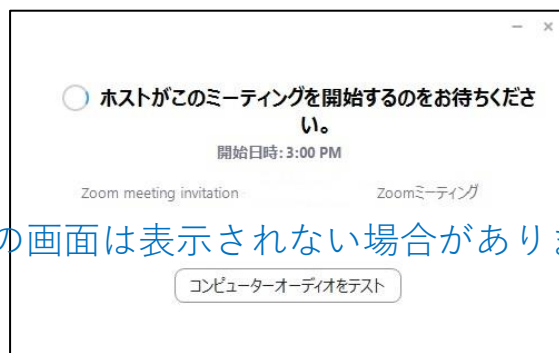 ホストがこのミーティングを開始するのをお待ちくださ
い。
開始日時: 3:00 PM
Zoom meeting invitation Zoomミーティング
の画面は表示されない場合があります
コンピューターオーディオをテスト